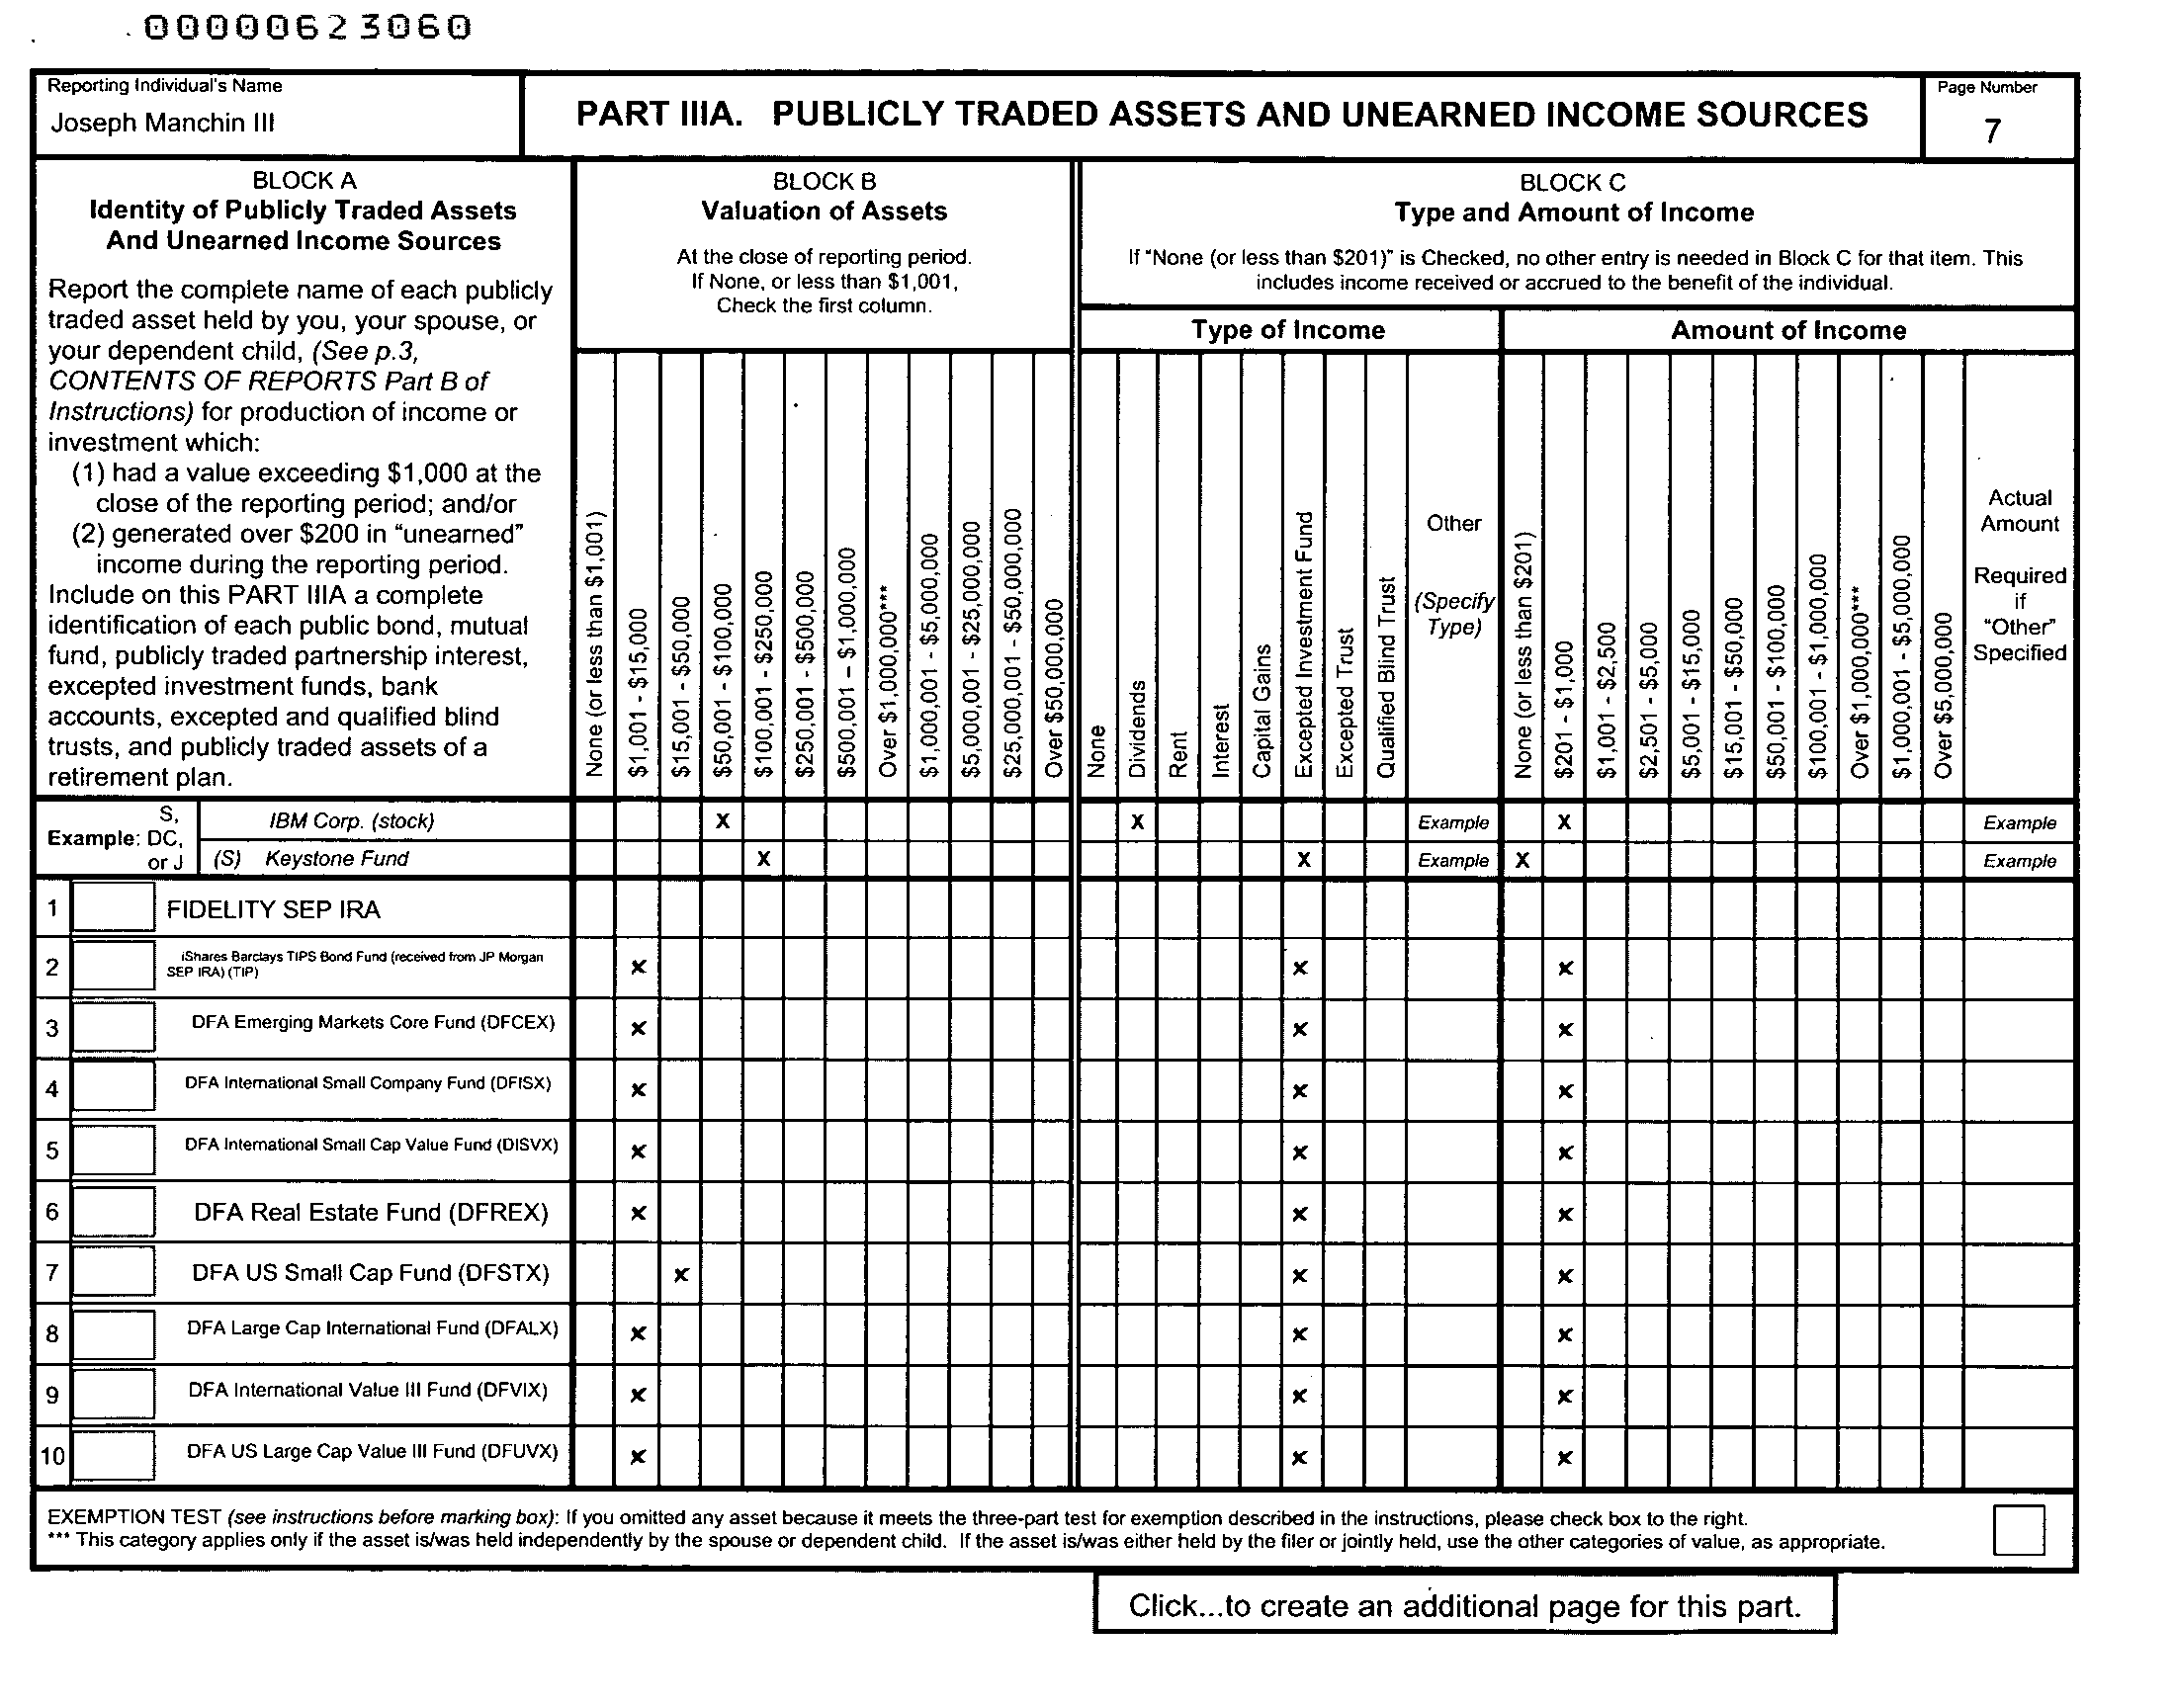 00000623060
Reporting Individual's Name
Joseph Manchin III
PART IIIA. PUBLICLY TRADED ASSETS AND UNEARNED INCOME SOURCES
Page Number
7
BLOCK A
Identity of Publicly Traded Assets
And Unearned Income Sources
Report the complete name of each publicly
traded asset held by you, your spouse, or
your dependent child, (See p.3,
CONTENTS OF REPORTS Part B of
Instructions) for production of income or
investment which:
(1) had a value exceeding $1,000 at the
close of the reporting period; and/or
(2) generated over $200 in “unearned”
income during the reporting period.
Include on this PART IIIA a complete
identification of each public bond, mutual
fund, publicly traded partnership interest,
excepted investment funds, bank
accounts, excepted and qualified blind
trusts, and publicly traded assets of a
retirement plan.
BLOCK B
Valuation of Assets
At the close of reporting period.
If None, or less than $1,001,
Check the first column.
None (or less than $1,001)
$1,001 - $15,000
$15,001 - $50,000
$50,001 - $100,000
$100,001 - $250,000
$250,001 - $500,000
$500,001 – $1,000,000
Over $1,000,000***
$1,000,001 - $5,000,000
$5,000,001 - $25,000,000
$25,000,001 - $50,000,000
Over $50,000,000
BLOCK C
Type and Amount of Income
If “None (or less than $201)” is Checked, no other entry is needed in Block C for that item. This
includes income received or accrued to the benefit of the individual.
Type of Income
None
Dividends
Rent
Interest
Capital Gains
Excepted Investment Fund
Excepted Trust
Qualified Blind Trust
Other
(Specify
Type)
Amount of Income
None (or less than $201)
$201 - $1,000
$1,001 - $2,500
$2,501 - $5,000
$5,001 - $15,000
$15,001 - $50,000
$50,001 - $100,000
$100,001 - $1,000,000
Over $1,000,000***
$1,000,001 - $5,000,000
Over $5,000,000
Actual
Amount
Required
if
“Other”
Specified
S,
Example: DC,
or J
IBM Corp. (stock) X X Example X Example
(S) Keystone Fund X X Example X Example
1 FIDELITY SEP IRA
2 iShares Barclays TIPS Bond Fund (received from JP Morgan
SEP IRA) (TIP) x x x
3 DFA Emerging Markets Core Fund (DFCEX) x x x
4 DFA International Small Company Fund (DFISX) x x x
5 DFA International Small Cap Value Fund (DISVX) x x x
6 DFA Real Estate Fund (DFREX) x x x
7 DFA US Small Cap Fund (DFSTX) x x x
8 DFA Large Cap International Fund (DFALX) x x x
9 DFA International Value III Fund (DFVIX) x x x
10 DFA US Large Cap Value III Fund (DFUVX) x x x
EXEMPTION TEST (see instructions before marking box): If you omitted any asset because it meets the three-part test for exemption described in the instructions, please check box to the right.
*** This category applies only if the asset is/was held independently by the spouse or dependent child. If the asset is/was either held by the filer or jointly held, use the other categories of value, as appropriate.
Click...to create an additional page for this part.